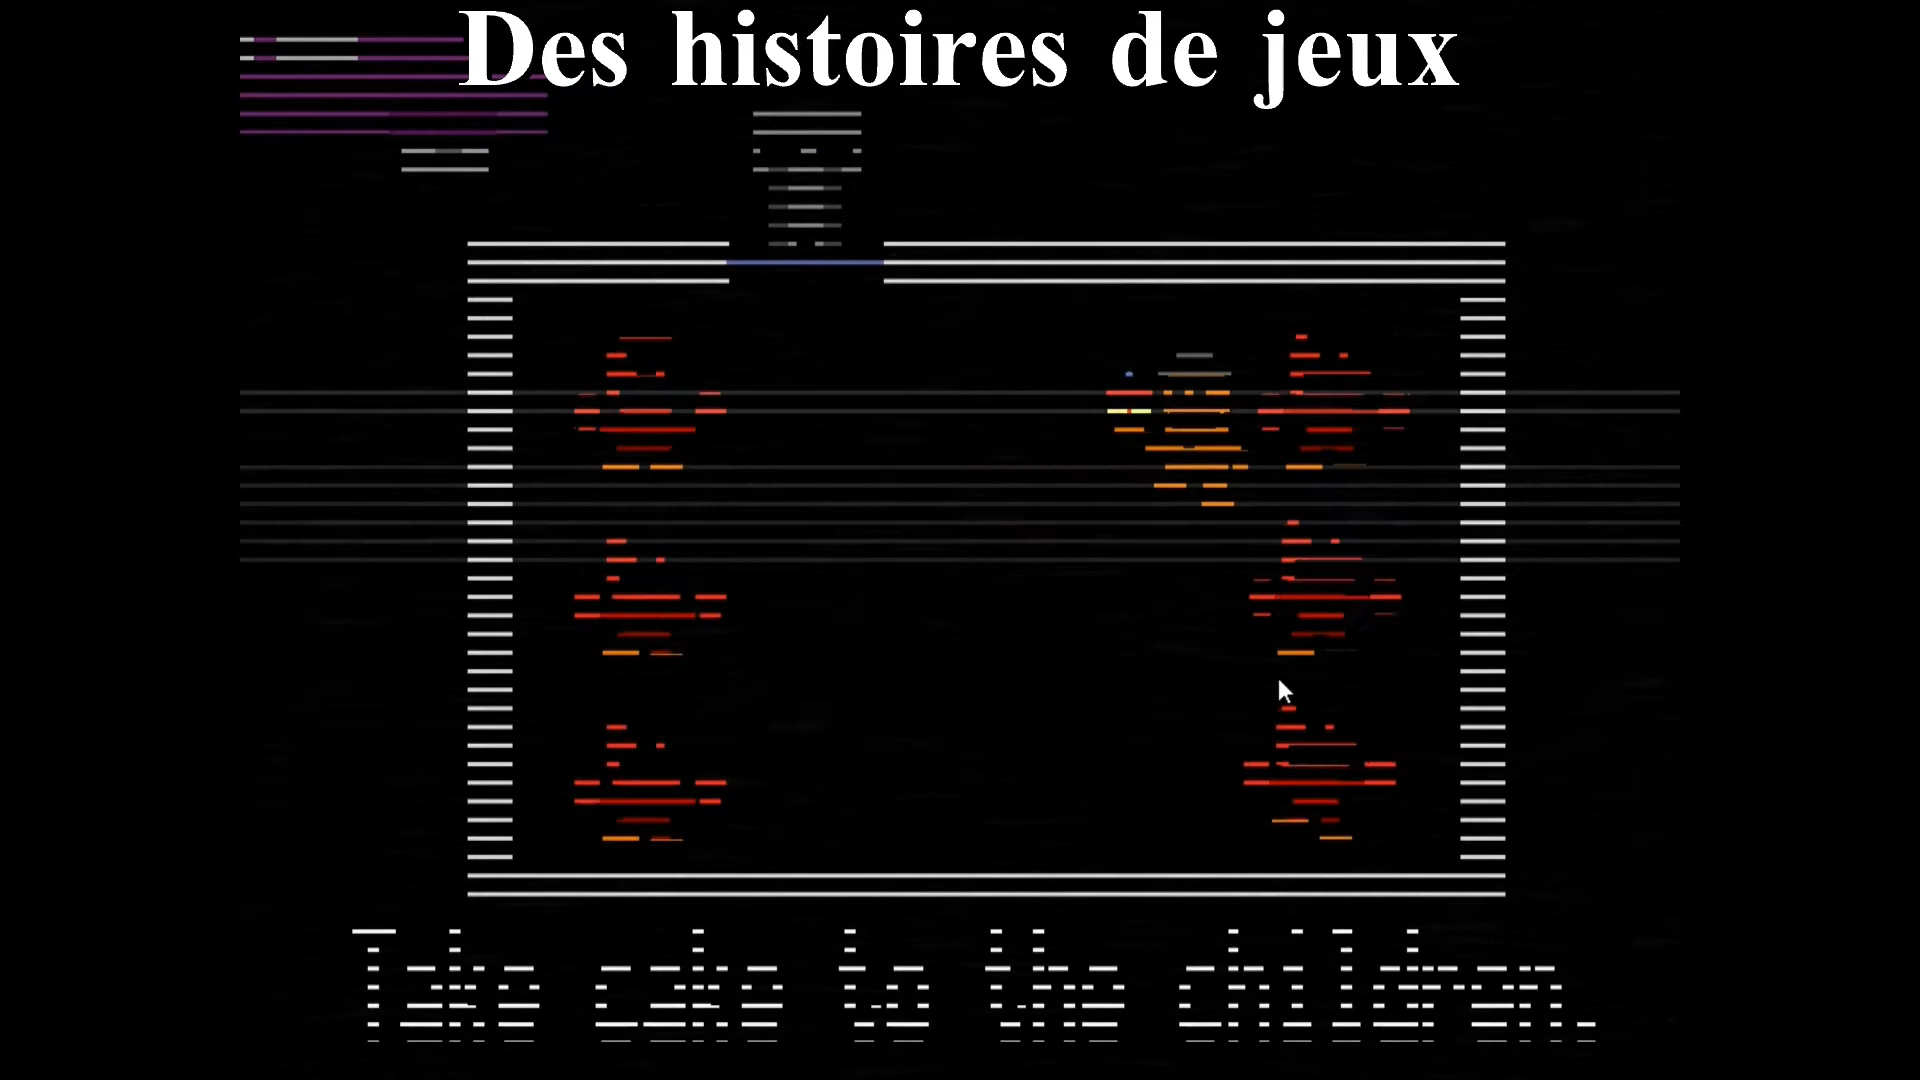 Des histoires de jeux
Take cake to the children.